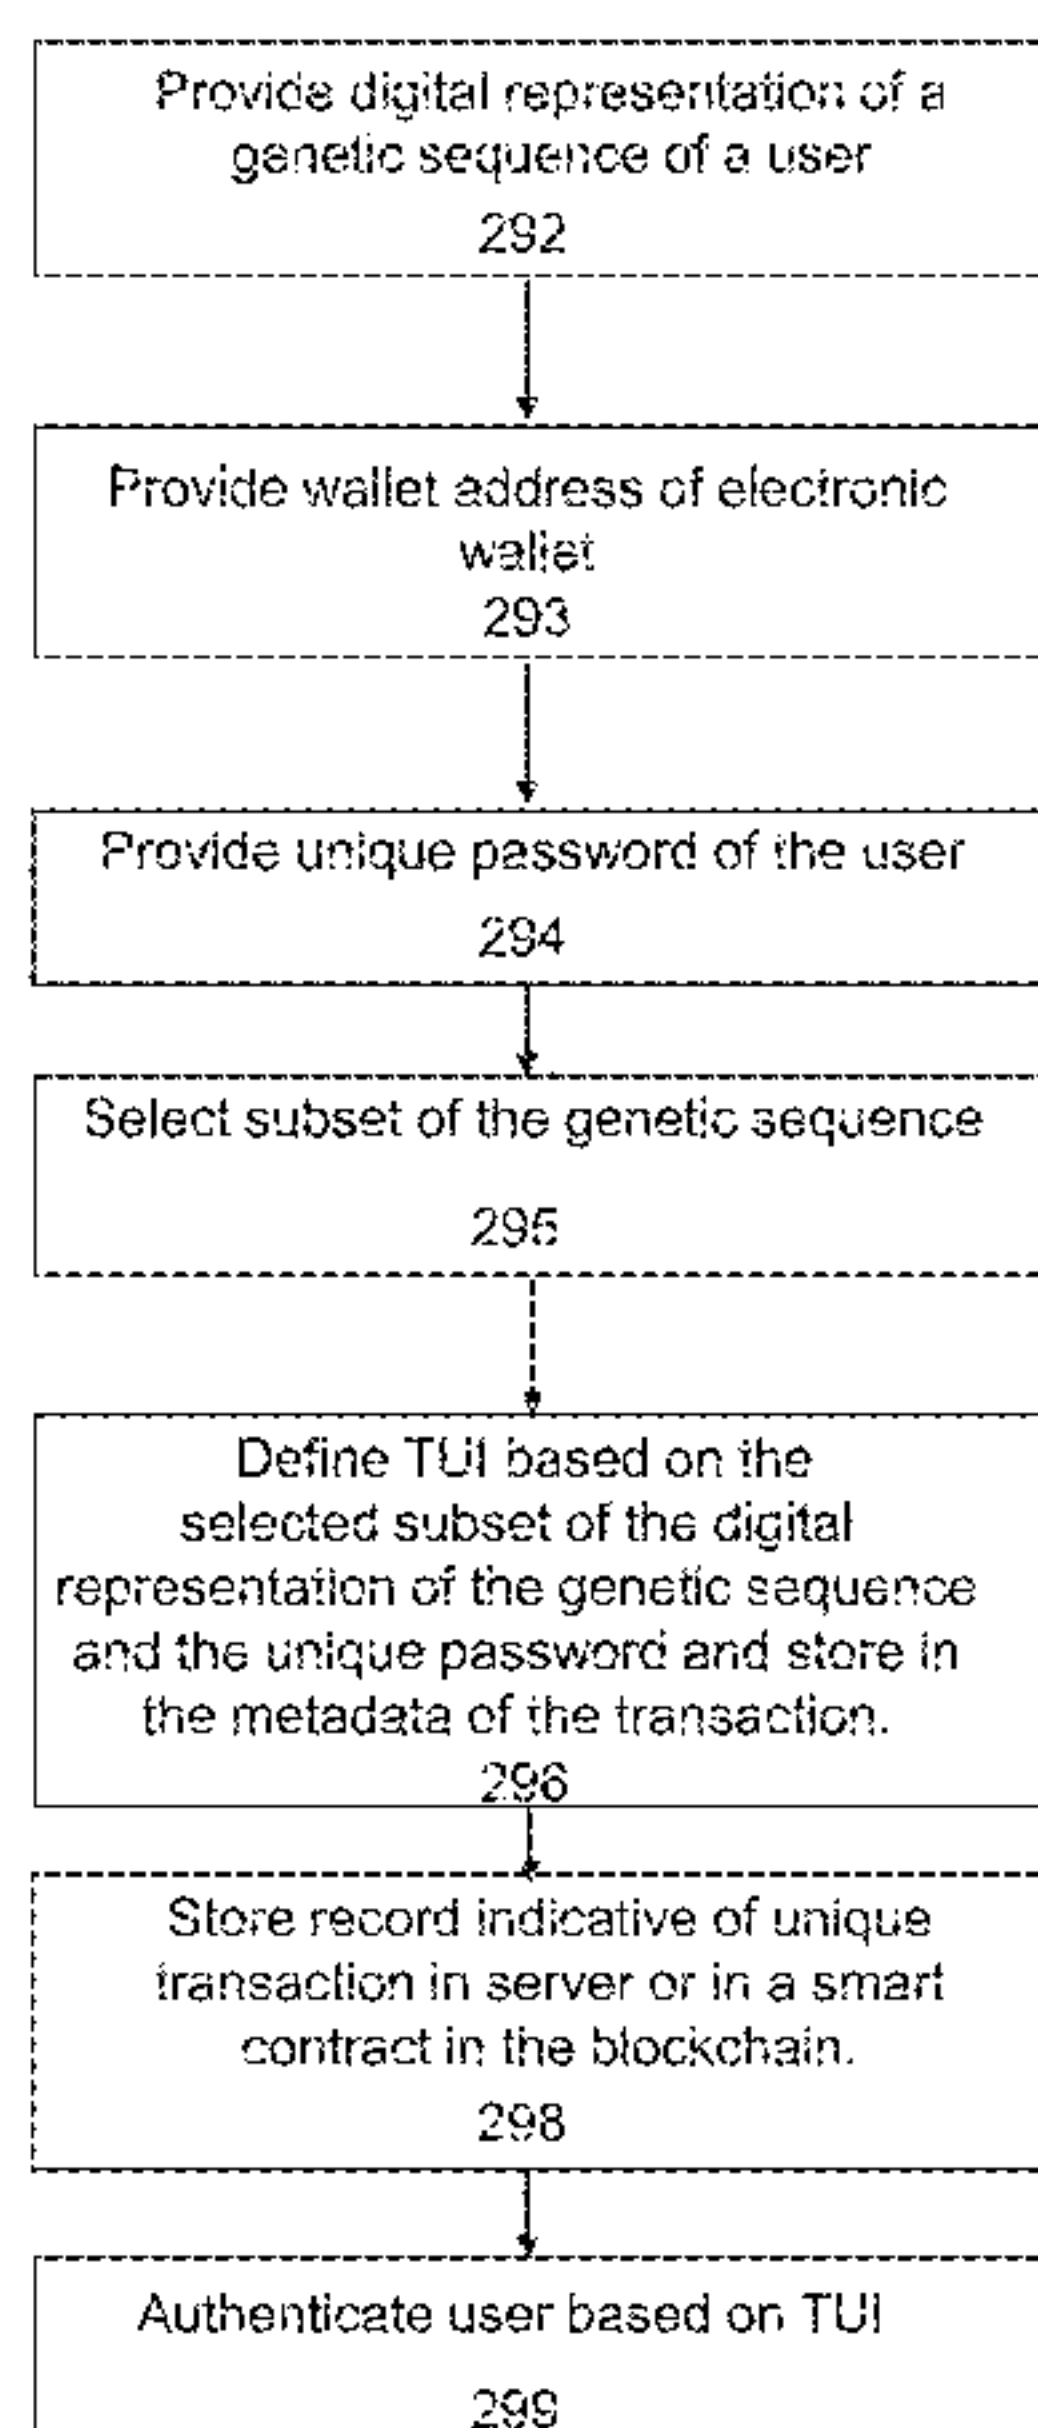 Provide digital representation of a
genetic sequence of a user
292
Provide wallet address of electronic
wallet
293
Provide unique password of the user
294
Select subset of the genetic sequence
295
Define TUI based on the
selected subset of the digital
representation of the genetic sequence
and the unique password and store in
the metadata of the transaction.
296
Store record indicative of unique
transaction in server or in a smart
contract in the blockchain.
298
Authenticate user based on TUI
299